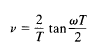 ν = 2/T tan ωT/2